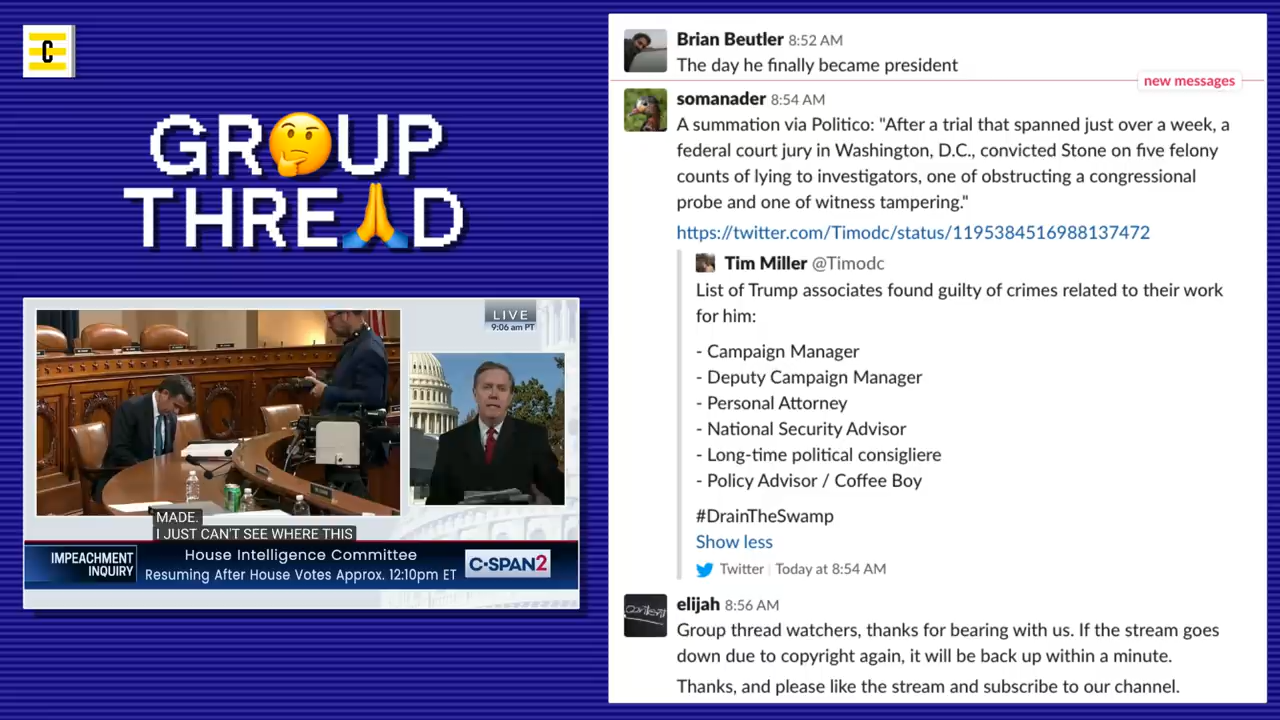 C
GR🤔UP
THRE🙏D
LIVE
9:06 am PT
MADE.
I JUST CAN'T SEE WHERE THIS
IMPEACHMENT
INQUIRY
House Intelligence Committee
Resuming After House Votes Approx. 12:10pm ET
C-SPAN2
Brian Beutler 8:52 AM
The day he finally became president
new messages
somanader 8:54 AM
A summation via Politico: "After a trial that spanned just over a week, a
federal court jury in Washington, D.C., convicted Stone on five felony
counts of lying to investigators, one of obstructing a congressional
probe and one of witness tampering."
https://twitter.com/Timodc/status/1195384516988137472
Tim Miller @Timodc
List of Trump associates found guilty of crimes related to their work
for him:
- Campaign Manager
- Deputy Campaign Manager
- Personal Attorney
- National Security Advisor
- Long-time political consigliere
- Policy Advisor / Coffee Boy
#DrainTheSwamp
Show less
Twitter | Today at 8:54 AM
content
elijah 8:56 AM
Group thread watchers, thanks for bearing with us. If the stream goes
down due to copyright again, it will be back up within a minute.
Thanks, and please like the stream and subscribe to our channel.